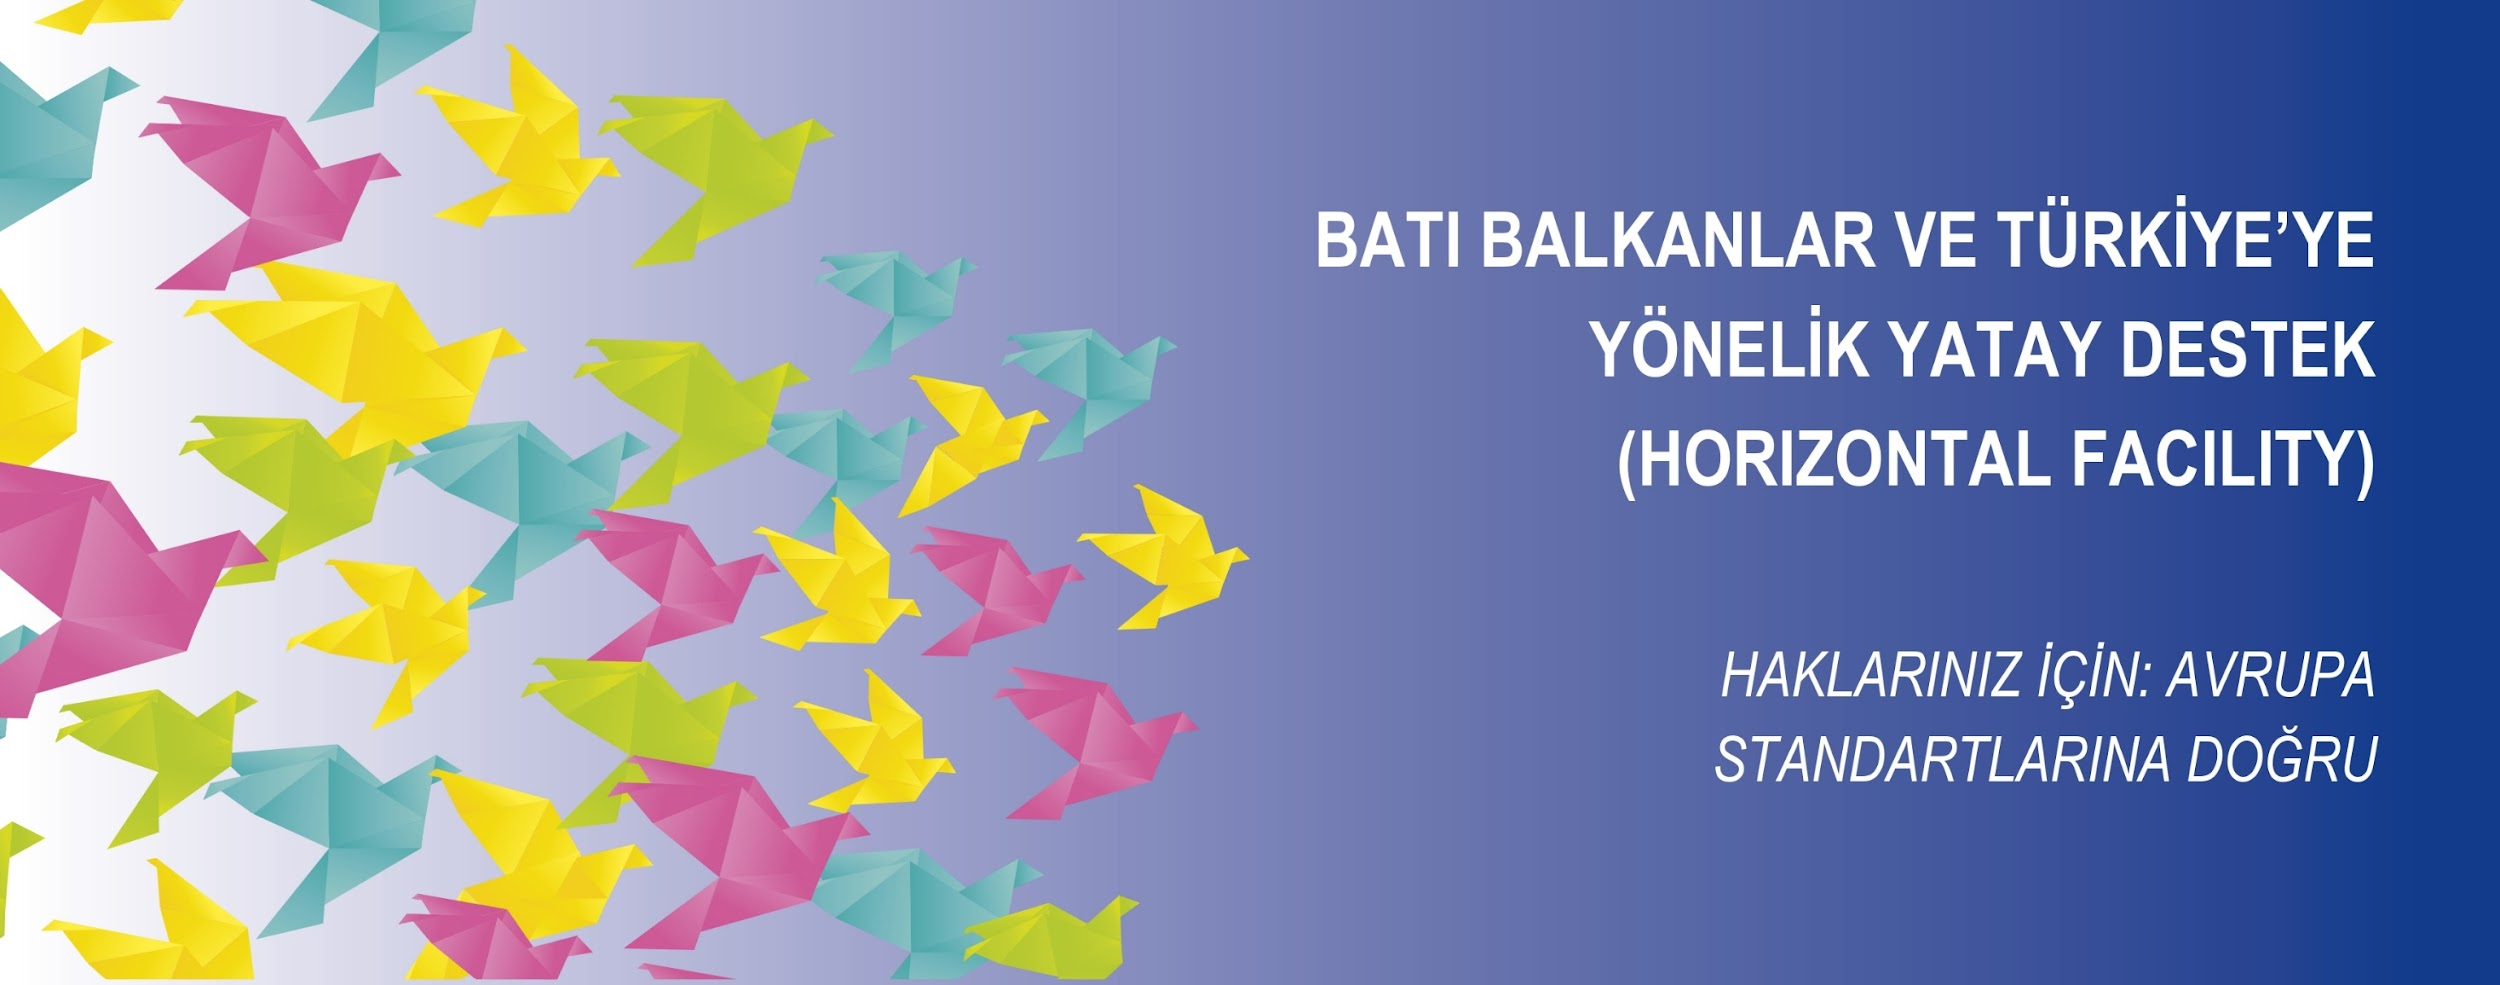 BATI BALKANLAR VE TÜRKİYE’YE
YÖNELİK YATAY DESTEK
(HORIZONTAL FACILITY)
HAKLARINIZ İÇİN: AVRUPA
STANDARTLARINA DOĞRU